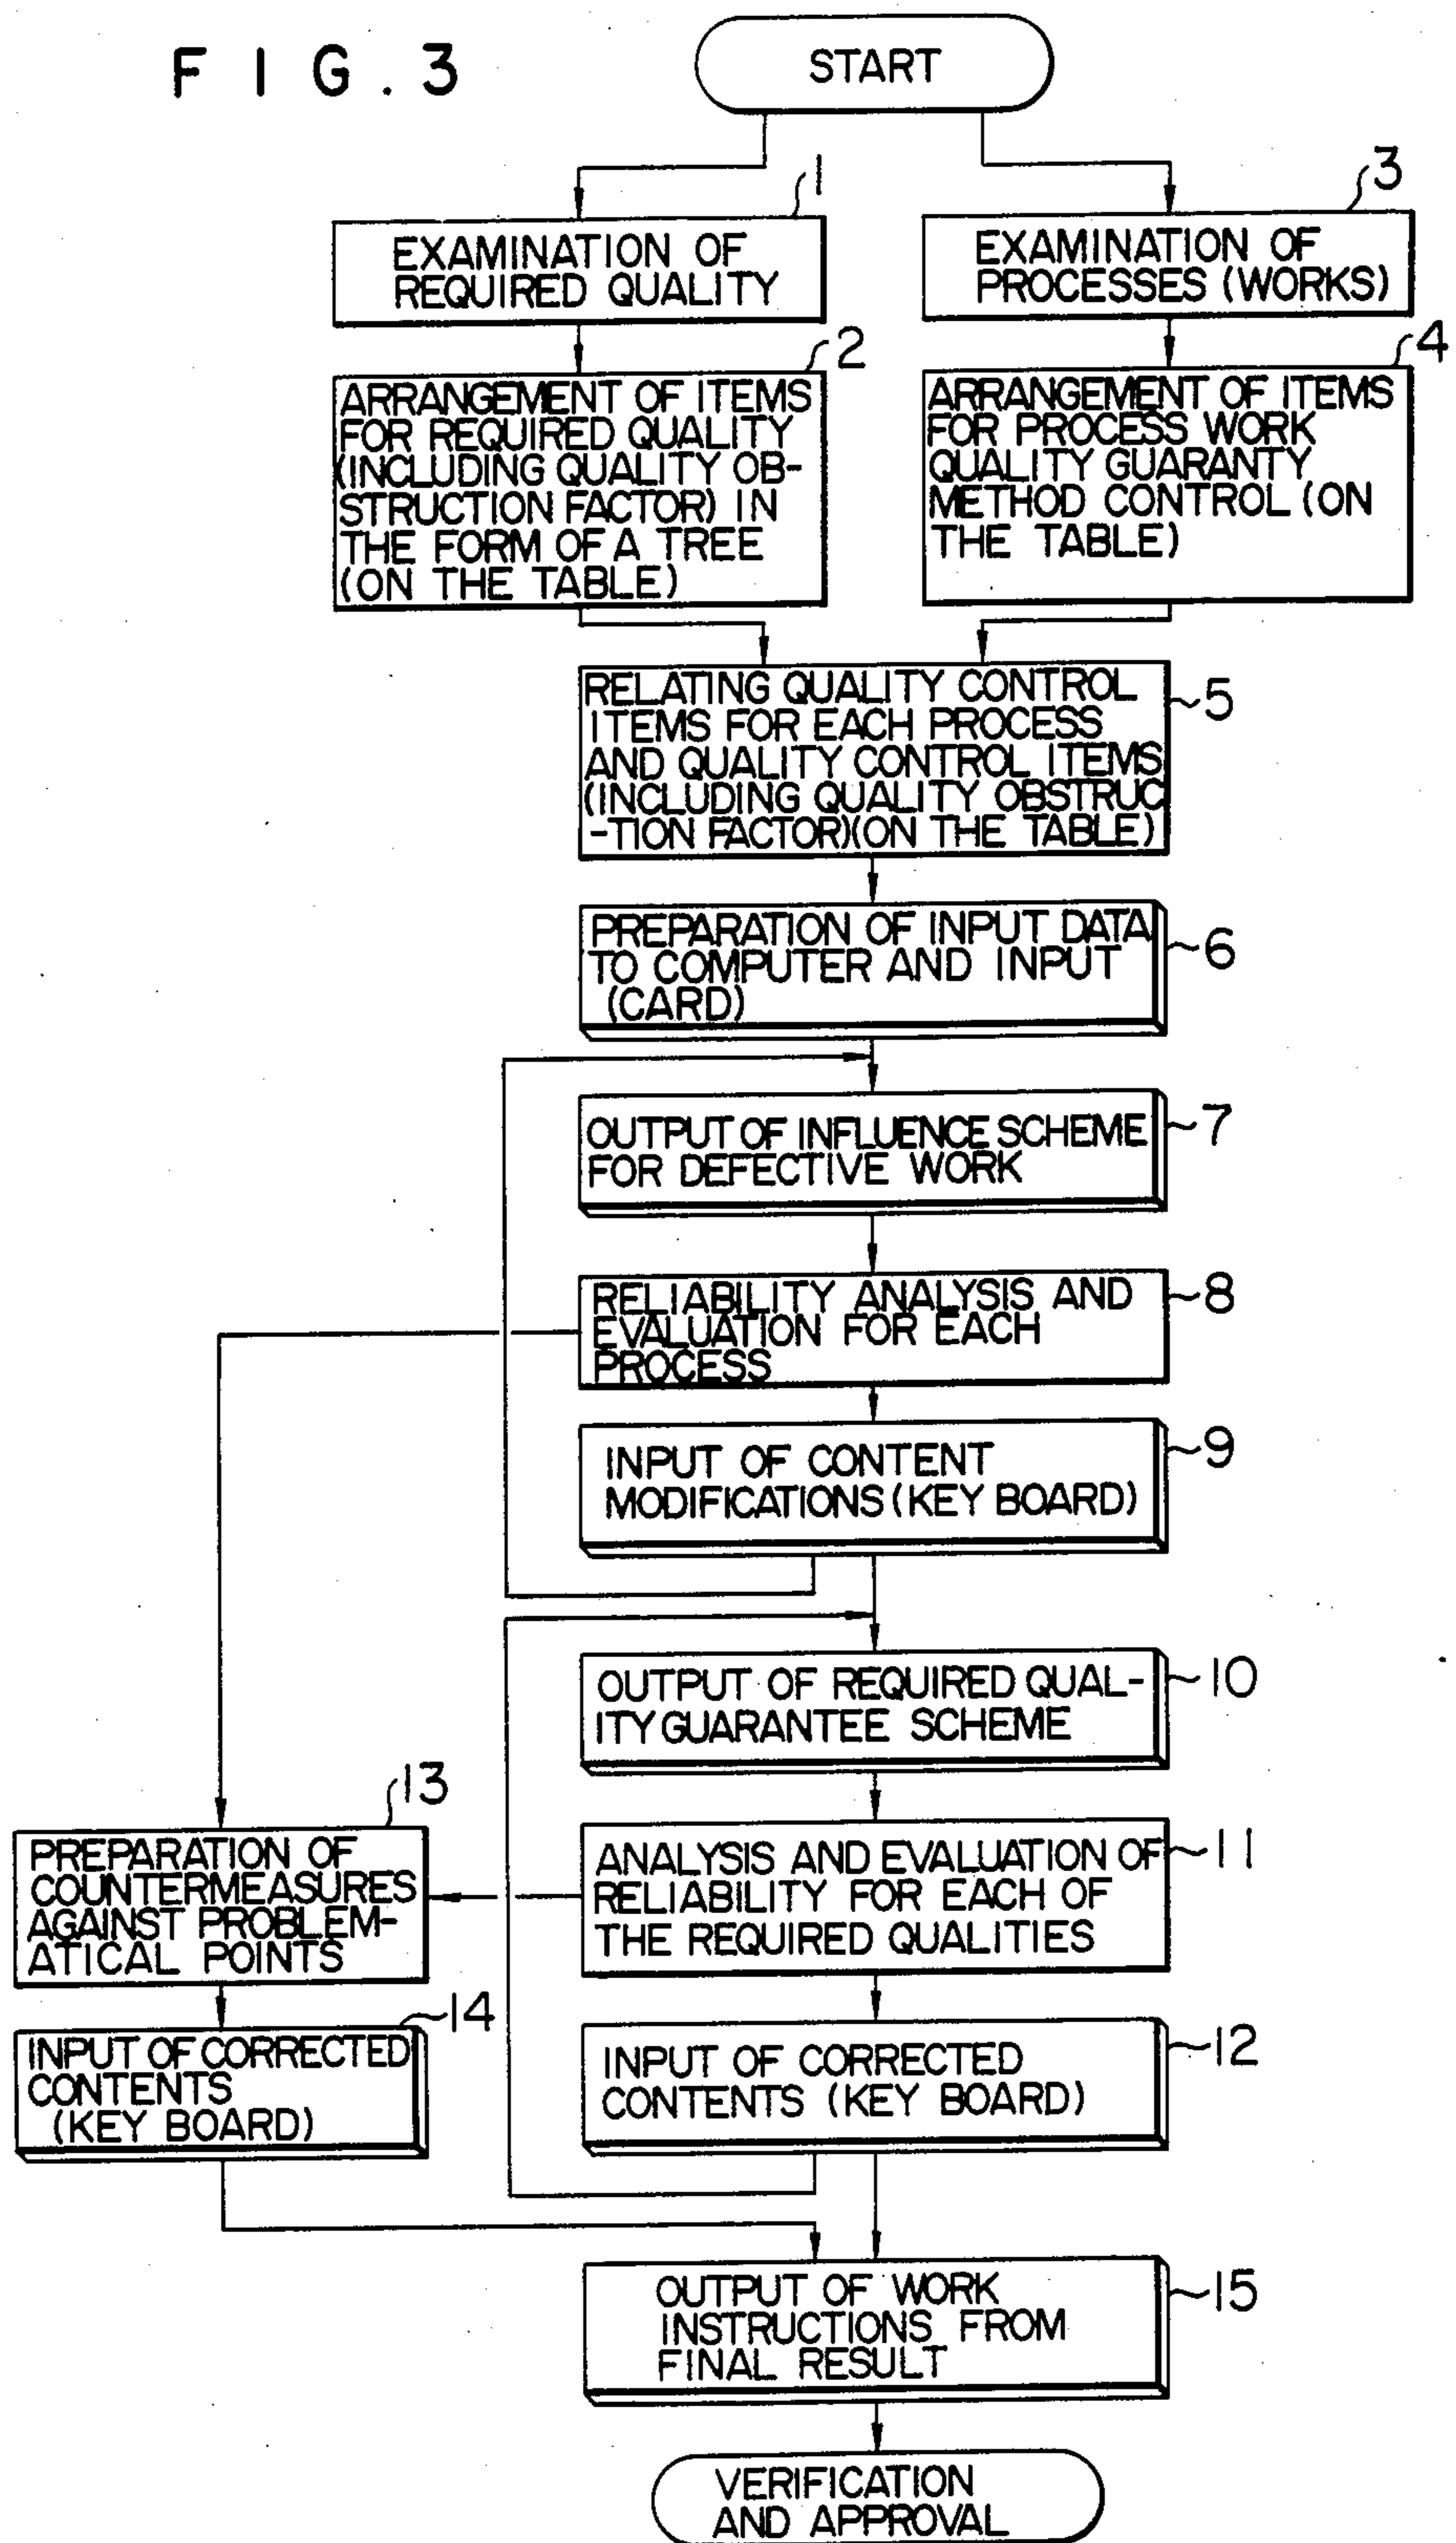 FIG. 3
START
1
EXAMINATION OF
REQUIRED QUALITY
3
EXAMINATION OF
PROCESSES (WORKS)
2
ARRANGEMENT OF ITEMS
FOR REQUIRED QUALITY
(INCLUDING QUALITY OB-
STRUCTION FACTOR) IN
THE FORM OF A TREE
(ON THE TABLE)
4
ARRANGEMENT OF ITEMS
FOR PROCESS WORK
QUALITY GUARANTY
METHOD CONTROL (ON
THE TABLE)
RELATING QUALITY CONTROL
ITEMS FOR EACH PROCESS
AND QUALITY CONTROL ITEMS
(INCLUDING QUALITY OBSTRUC
-TION FACTOR)(ON THE TABLE)
5
PREPARATION OF INPUT DATA
TO COMPUTER AND INPUT
(CARD)
6
OUTPUT OF INFLUENCE SCHEME
FOR DEFECTIVE WORK
7
RELIABILITY ANALYSIS AND
EVALUATION FOR EACH
PROCESS
8
INPUT OF CONTENT
MODIFICATIONS (KEY BOARD)
9
OUTPUT OF REQUIRED QUAL-
ITY GUARANTEE SCHEME
10
13
PREPARATION OF
COUNTERMEASURES
AGAINST PROBLEM-
ATICAL POINTS
ANALYSIS AND EVALUATION OF
RELIABILITY FOR EACH OF
THE REQUIRED QUALITIES
11
14
INPUT OF CORRECTED
CONTENTS
(KEY BOARD)
INPUT OF CORRECTED
CONTENTS (KEY BOARD)
12
OUTPUT OF WORK
INSTRUCTIONS FROM
FINAL RESULT
15
VERIFICATION
AND APPROVAL